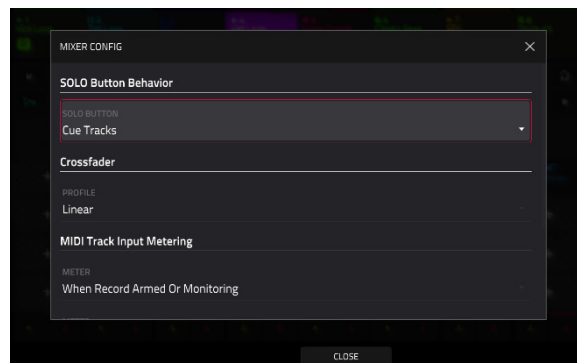 MIXER CONFIG
SOLO Button Behavior
SOLO BUTTON
Cue Tracks
Crossfader
PROFILE
Linear
MIDI Track Input Metering
METER
When Record Armed Or Monitoring
CLOSE